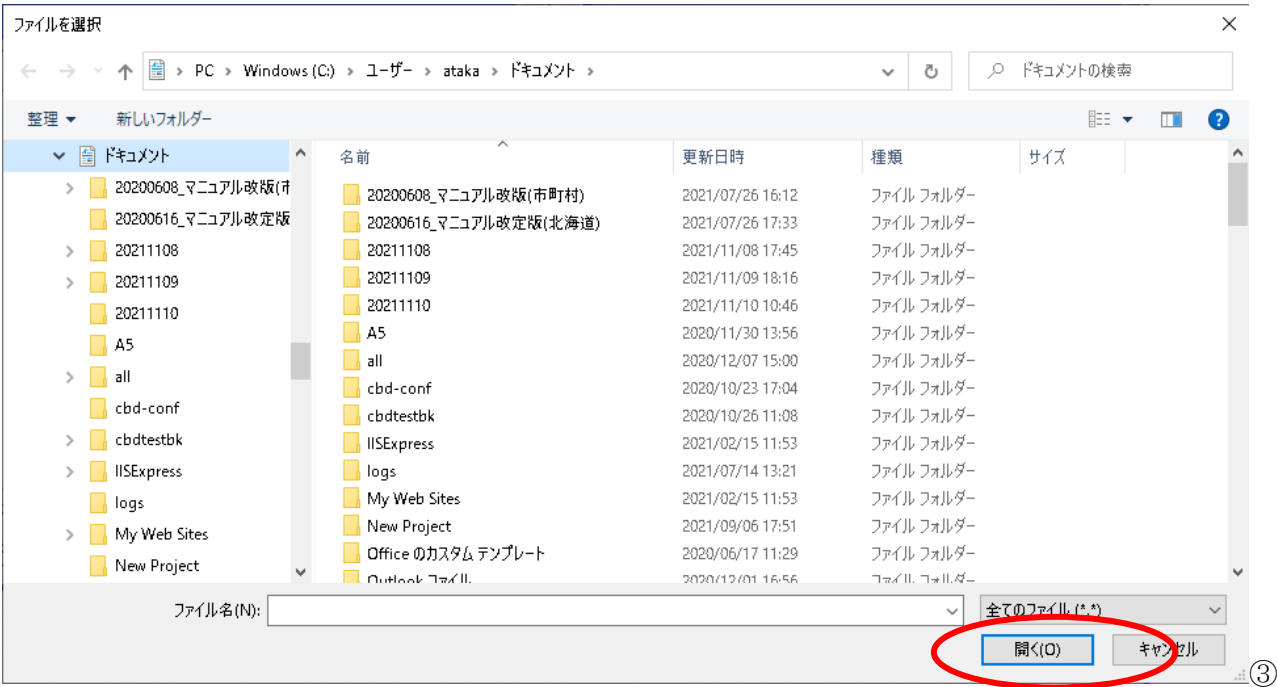 ファイルを選択
PC > Windows (C:) > ユーザー > ataka > ドキュメント >
ドキュメントの検索
整理 新しいフォルダー
ドキュメント
20200608_マニュアル改版(市
20200616_マニュアル改定版
20211108
20211109
20211110
A5
all
cbd-conf
cbdtestbk
IISExpress
logs
My Web Sites
New Project
名前 更新日時 種類 サイズ
20200608_マニュアル改版(市町村) 2021/07/26 16:12 ファイル フォルダー
20200616_マニュアル改定版(北海道) 2021/07/26 17:33 ファイル フォルダー
20211108 2021/11/08 17:45 ファイル フォルダー
20211109 2021/11/09 18:16 ファイル フォルダー
20211110 2021/11/10 10:46 ファイル フォルダー
A5 2020/11/30 13:56 ファイル フォルダー
all 2020/12/07 15:00 ファイル フォルダー
cbd-conf 2020/10/23 17:04 ファイル フォルダー
cbdtestbk 2020/10/26 11:08 ファイル フォルダー
IISExpress 2021/02/15 11:53 ファイル フォルダー
logs 2021/07/14 13:21 ファイル フォルダー
My Web Sites 2021/02/15 11:53 ファイル フォルダー
New Project 2021/09/06 17:51 ファイル フォルダー
Office のカスタム テンプレート 2020/06/17 11:29 ファイル フォルダー
Outlook ファイル 2020/12/01 16:56 ファイル フォルダー
ファイル名(N): 全てのファイル (*.*)
開く(O) キャンセル
③